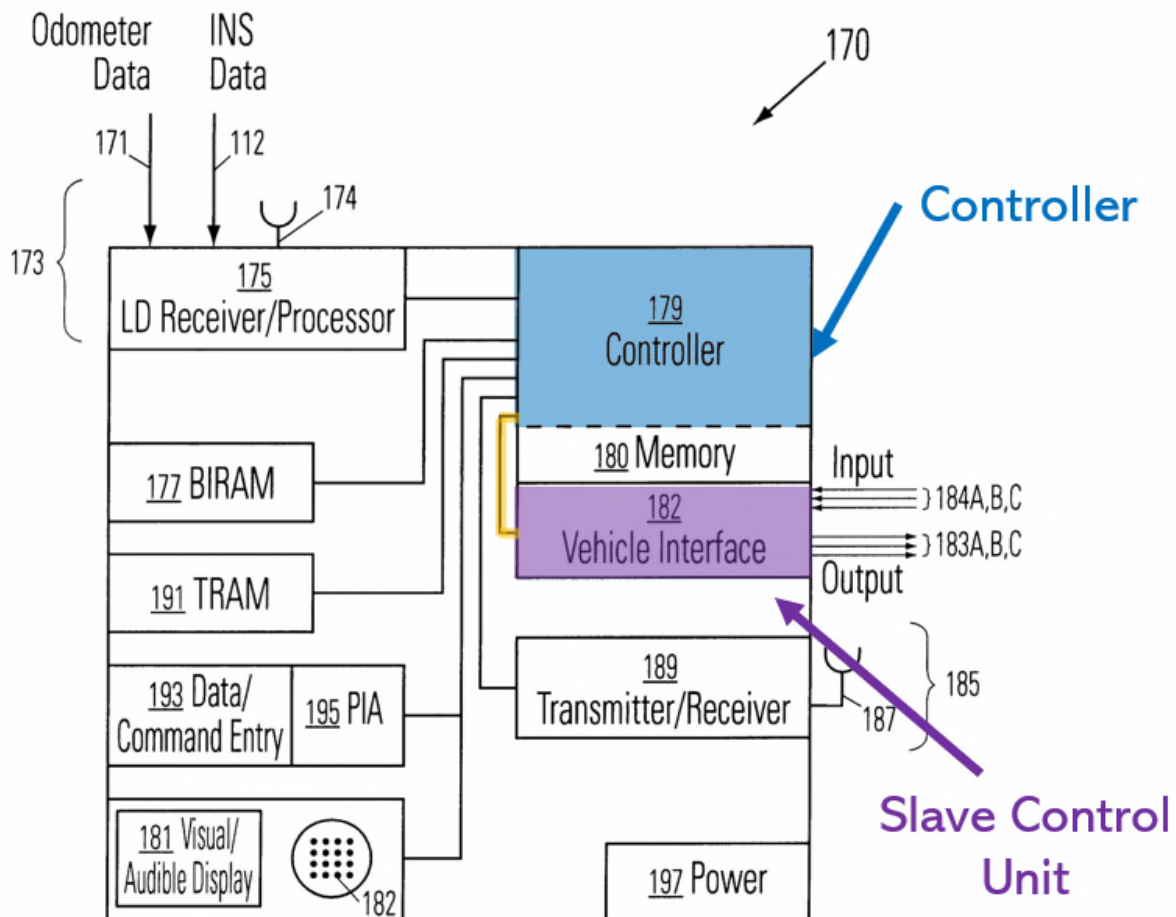 Odometer
Data
INS
Data
170
171
112
174
173
Controller
175
LD Receiver/Processor
179
Controller
180 Memory
177 BIRAM
Input
184A,B,C
182
Vehicle Interface
183A,B,C
Output
191 TRAM
189
Transmitter/Receiver
185
187
193 Data/
Command Entry
195 PIA
Slave Control
Unit
181 Visual/
Audible Display
182
197 Power